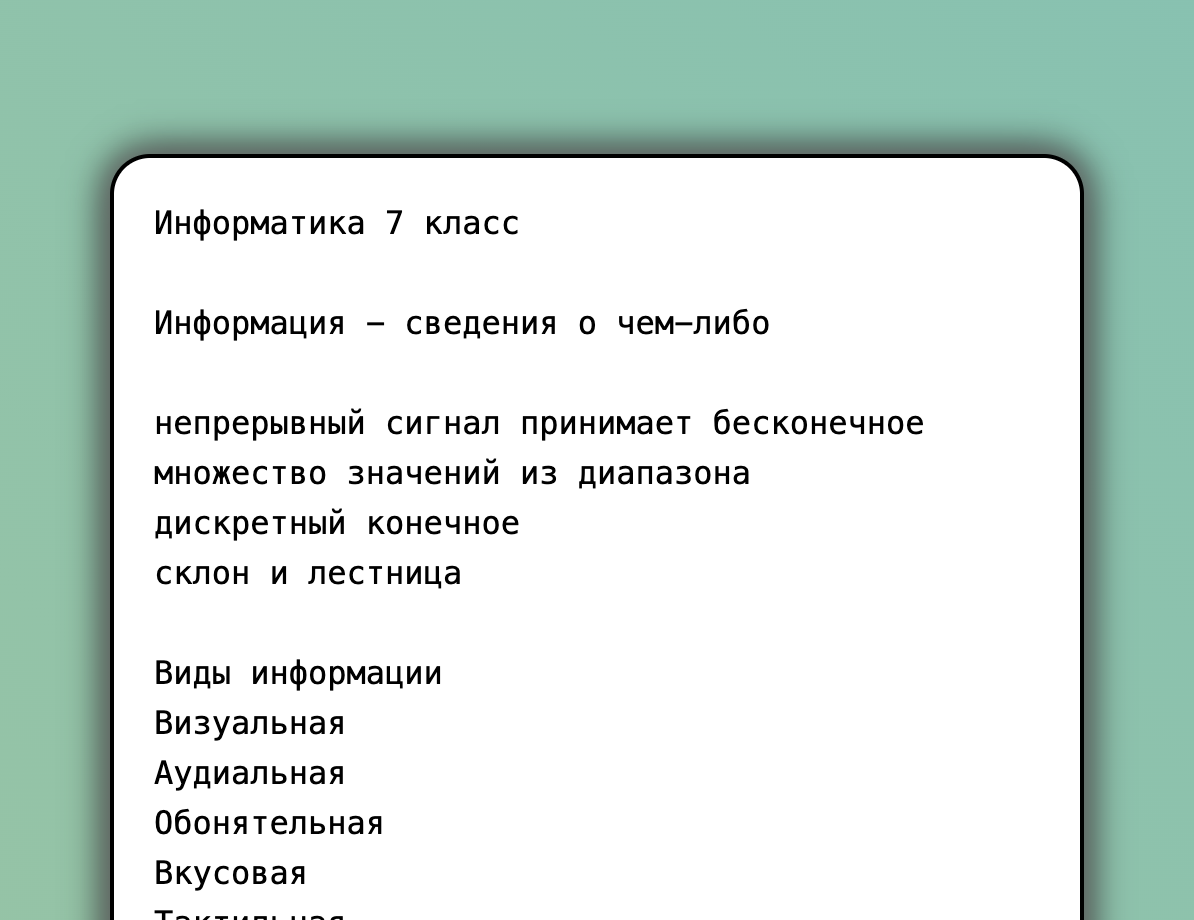 Информатика 7 класс
Информация – сведения о чем–либо
непрерывный сигнал принимает бесконечное
множество значений из диапазона
дискретный конечное
склон и лестница
Виды информации
Визуальная
Аудиальная
Обонятельная
Вкусовая
Тактильная